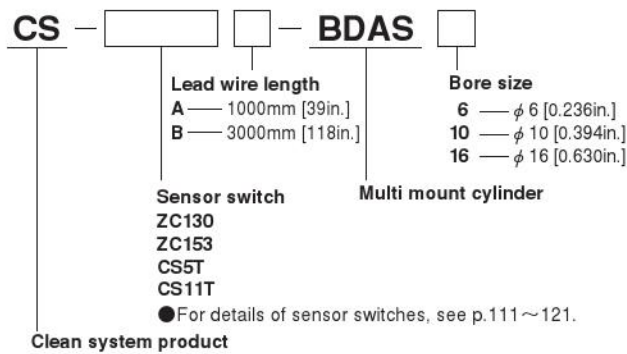 CS – – BDAS
Lead wire length
A — 1000mm [39in.]
B — 3000mm [118in.]
Bore size
6 — ϕ 6 [0.236in.]
10 — ϕ 10 [0.394in.]
16 — ϕ 16 [0.630in.]
Sensor switch
ZC130
ZC153
CS5T
CS11T
●For details of sensor switches, see p.111～121.
Multi mount cylinder
Clean system product